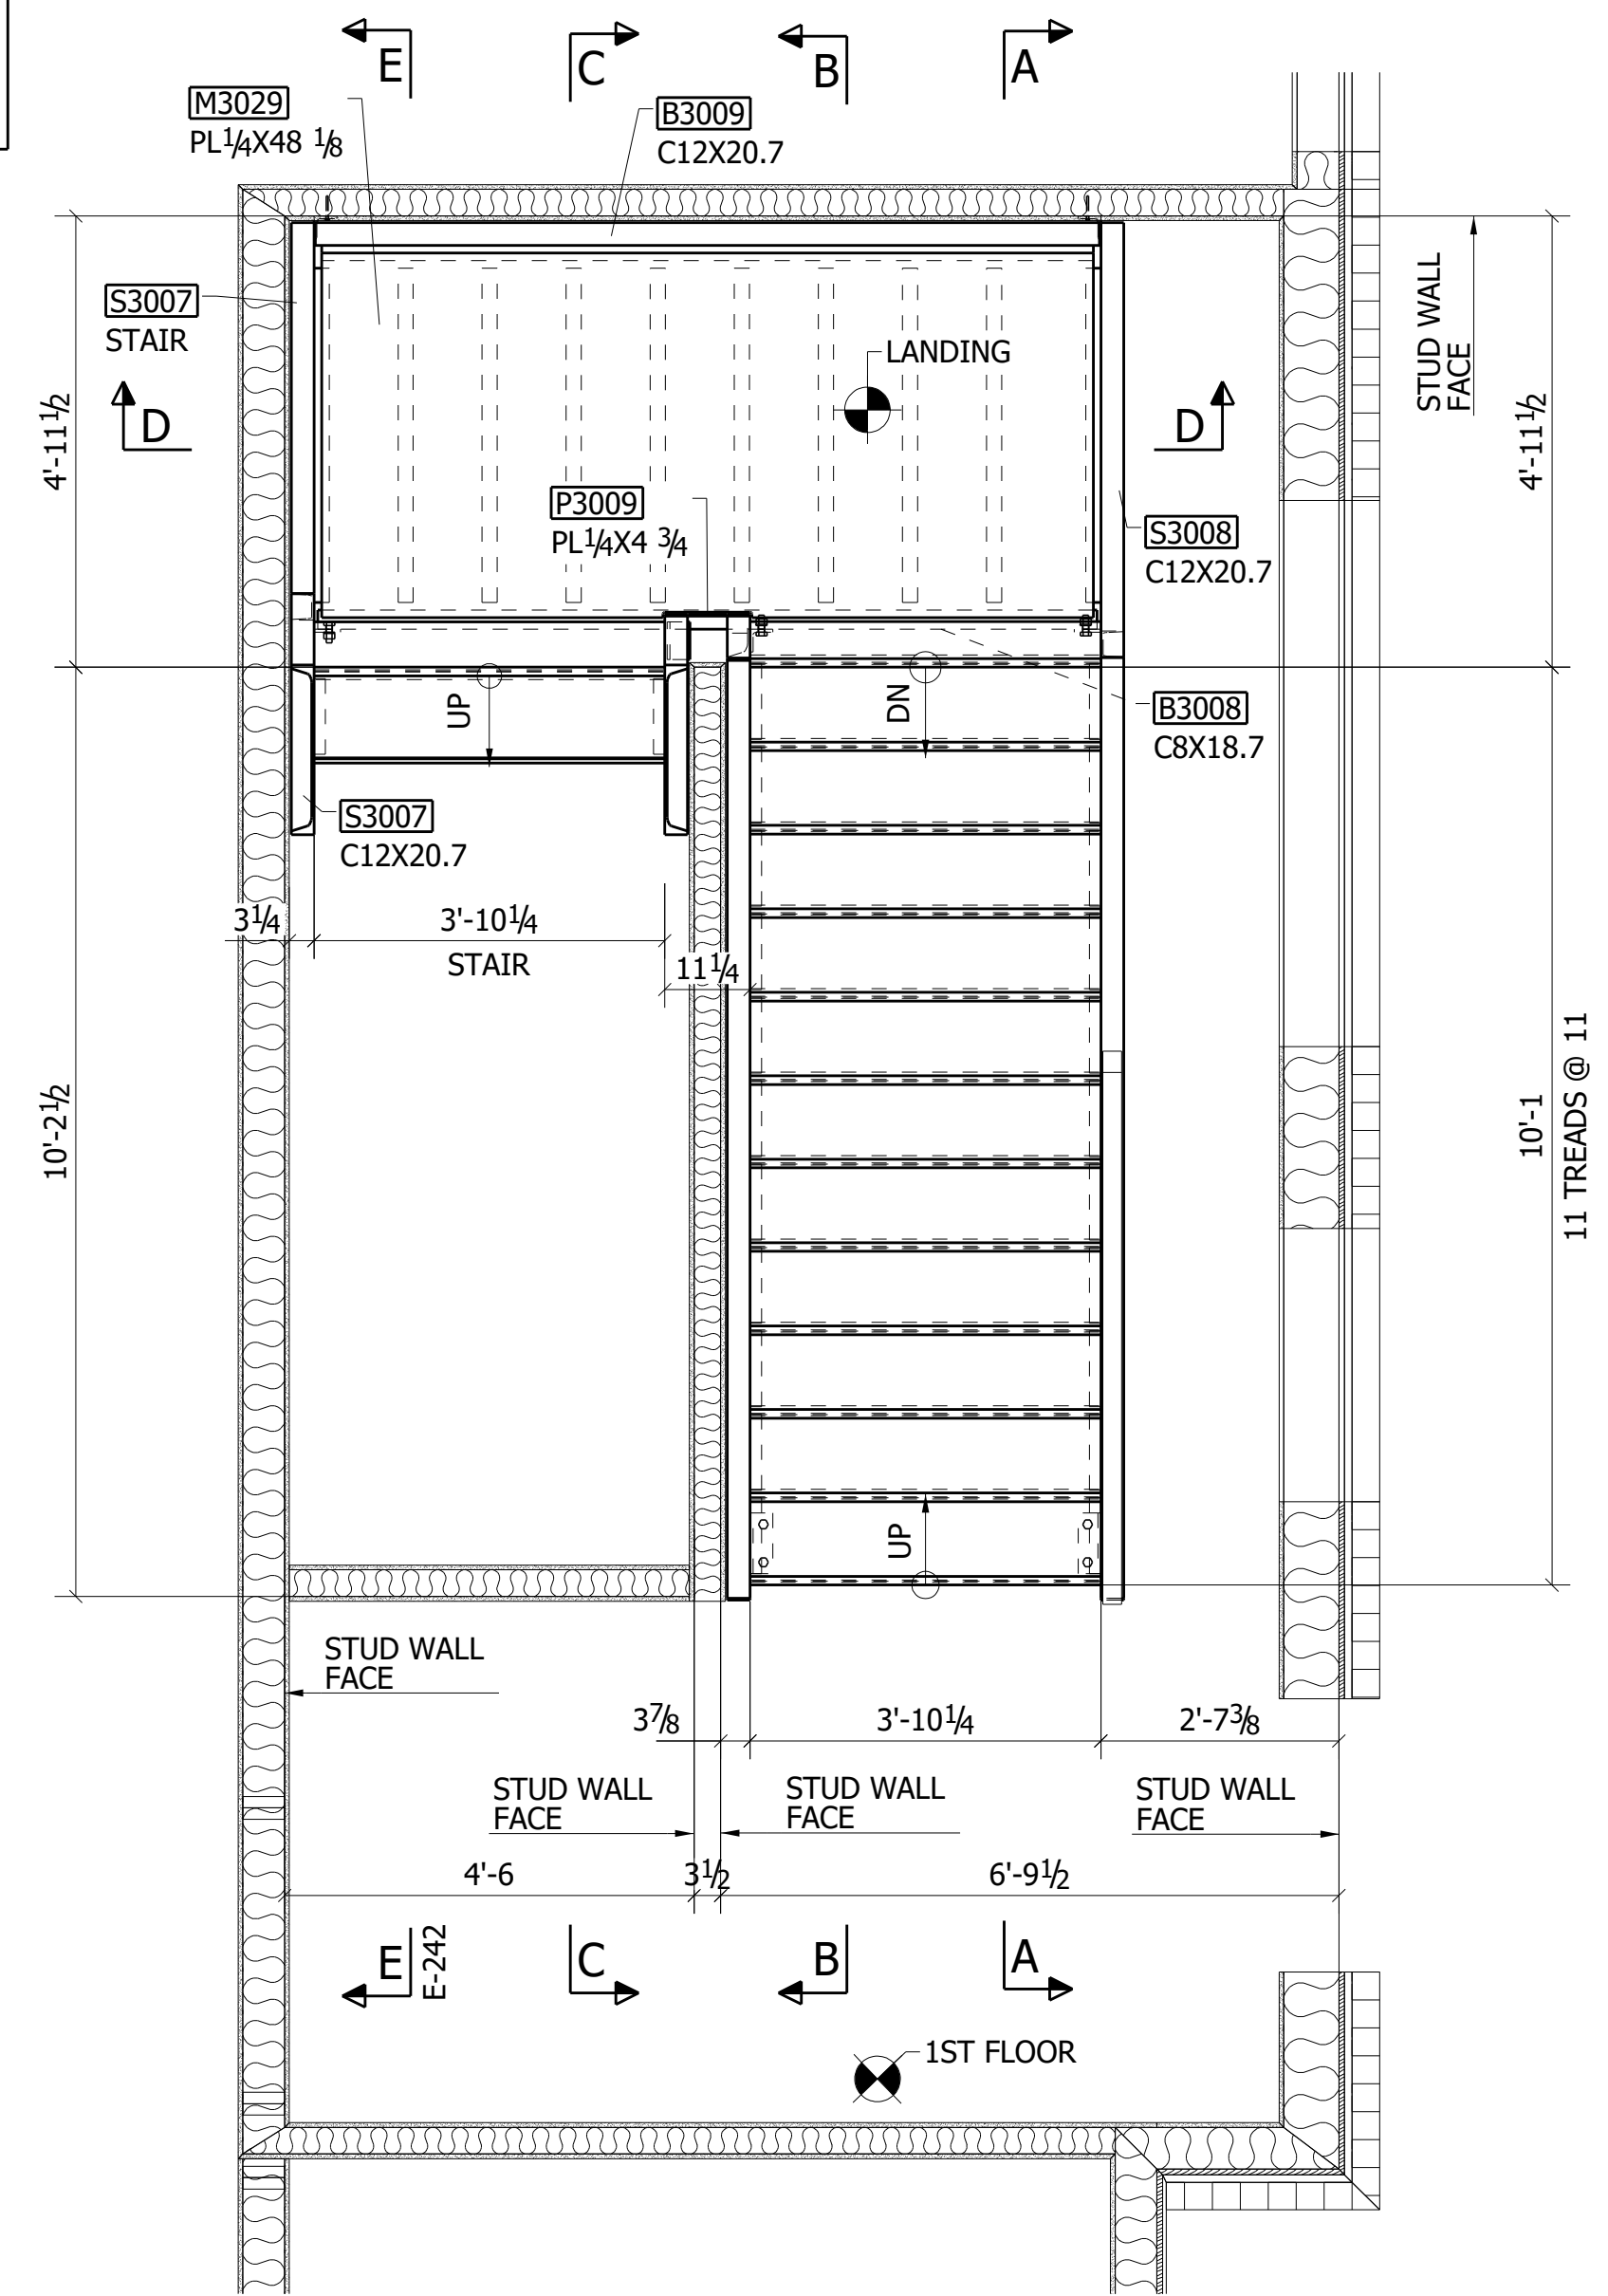 E
C
B
A
M3029
PL1/4X48 1/8
B3009
C12X20.7
S3007
STAIR
LANDING
STUD WALL
FACE
D
D
4'-11 1/2
4'-11 1/2
P3009
PL1/4X4 3/4
S3008
C12X20.7
UP
DN
B3008
C8X18.7
S3007
C12X20.7
3 1/4
3'-10 1/4
STAIR
11 1/4
10'-2 1/2
10'-1
11 TREADS @ 11
UP
STUD WALL
FACE
3 7/8
3'-10 1/4
2'-7 3/8
STUD WALL
FACE
STUD WALL
FACE
STUD WALL
FACE
4'-6
3 1/2
6'-9 1/2
E
E-242
C
B
A
1ST FLOOR